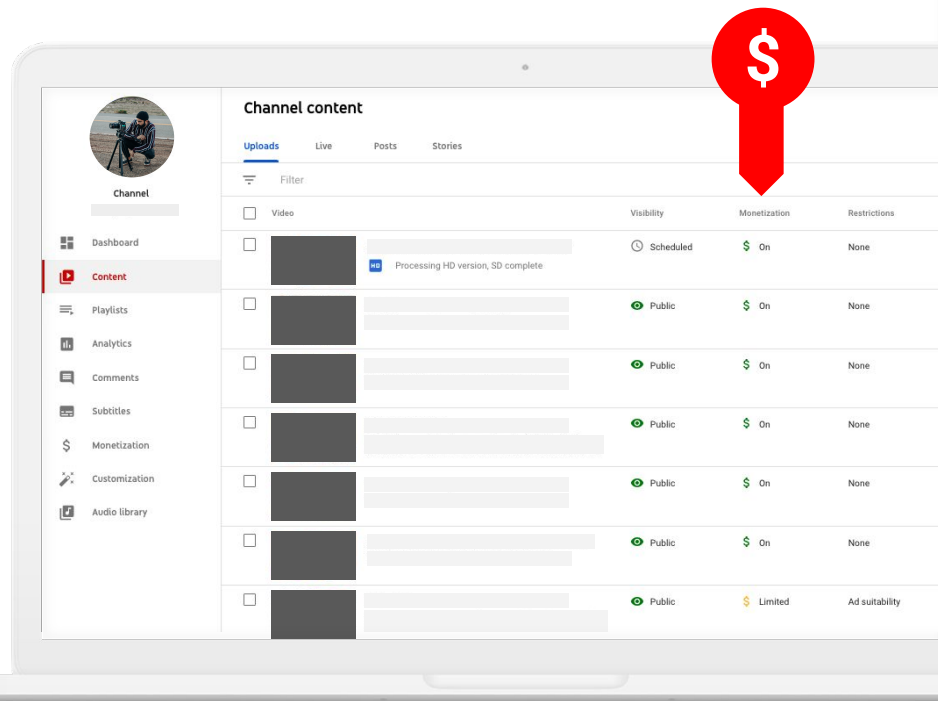 $
Channel content
Uploads Live Posts Stories
Filter
Channel
Video Visibility Monetization Restrictions
Dashboard
Content
Playlists
Analytics
Comments
Subtitles
$ Monetization
Customization
Audio library
Scheduled $ On None
HD Processing HD version, SD complete
Public $ On None
Public $ On None
Public $ On None
Public $ On None
Public $ On None
Public $ Limited Ad suitability